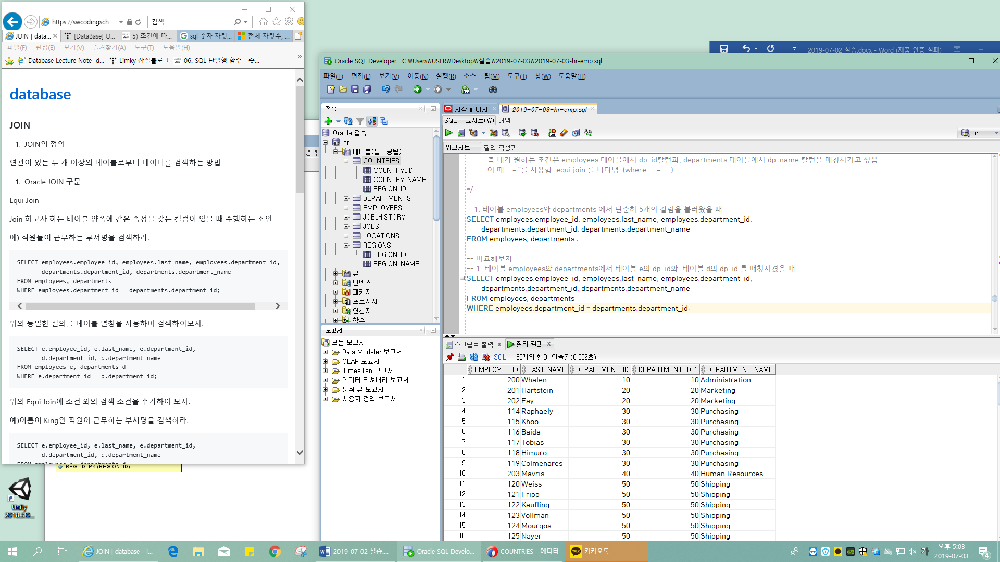 https://swcodingsch...
검색...
JOIN | data...
[DataBase] O...
5) 조건에 따...
sql 숫자 자릿...
전체 자릿수, ...
파일(F) 편집(E) 보기(V) 즐겨찾기(A) 도구(T) 도움말(H)
Database Lecture Note d...
Limky 삽질블로그
06. SQL 단일행 함수 - 숫...
database
JOIN
1. JOIN의 정의
연관이 있는 두 개 이상의 테이블로부터 데이터를 검색하는 방법
1. Oracle JOIN 구문
Equi Join
Join 하고자 하는 테이블 양쪽에 같은 속성을 갖는 컬럼이 있을 때 수행하는 조인
예) 직원들이 근무하는 부서명을 검색하라.
SELECT employees.employee_id, employees.last_name, employees.department_id,
departments.department_id, departments.department_name
FROM employees, departments
WHERE employees.department_id = departments.department_id;
위의 동일한 질의를 테이블 별칭을 사용하여 검색하여보자.
SELECT e.employee_id, e.last_name, e.department_id,
d.department_id, d.department_name
FROM employees e, departments d
WHERE e.department_id = d.department_id;
위의 Equi Join에 조건 외의 검색 조건을 추가하여 보자.
예)이름이 King인 직원이 근무하는 부서명을 검색하라.
SELECT e.employee_id, e.last_name, e.department_id,
d.department_id, d.department_name
REG_ID_PK (REGION_ID)
Unity
2018.3.0...
영역
2019-07-02 실습.docx - Word (제품 인증 실패)
Oracle SQL Developer : C:₩Users₩USER₩Desktop₩실습₩2019-07-03₩2019-07-03-hr-emp.sql
파일(F) 편집(E) 보기(V) 이동(N) 실행(R) 소스 팀(M) 도구(T) 창(W) 도움말(H)
접속
Oracle 접속
hr
테이블(필터링됨)
COUNTRIES
COUNTRY_ID
COUNTRY_NAME
REGION_ID
DEPARTMENTS
EMPLOYEES
JOB_HISTORY
JOBS
LOCATIONS
REGIONS
REGION_ID
REGION_NAME
뷰
인덱스
패키지
프로시저
연산자
함수
보고서
모든 보고서
Data Modeler 보고서
OLAP 보고서
TimesTen 보고서
데이터 딕셔너리 보고서
분석 뷰 보고서
사용자 정의 보고서
시작 페이지
2019-07-03-hr-emp.sql
SQL 워크시트(W) 내역
hr
워크시트 질의 작성기
즉 내가 원하는 조건은 employees 테이블에서 dp_id칼럼과, departments 테이블에서 dp_name 칼럼을 매칭시키고 싶음.
이 때 = "를 사용함. equi join 를 나타냄. (where ... = ... )
*/
--1. 테이블 employees와 departments 에서 단순히 5개의 칼럼을 불러왔을 때
SELECT employees.employee_id, employees.last_name, employees.department_id,
departments.department_id, departments.department_name
FROM employees, departments ;
-- 비교해보자
-- 1. 테이블 employees와 departments에서 테이블 e의 dp_id와 테이블 d의 dp_id 를 매칭시켰을 때
SELECT employees.employee_id, employees.last_name, employees.department_id,
departments.department_id, departments.department_name
FROM employees, departments
WHERE employees.department_id = departments.department_id;
스크립트 출력 x 질의 결과 x
SQL | 50개의 행이 인출됨(0,002초)
EMPLOYEE_ID LAST_NAME DEPARTMENT_ID DEPARTMENT_ID_1 DEPARTMENT_NAME
1 200 Whalen 10 10 Administration
2 201 Hartstein 20 20 Marketing
3 202 Fay 20 20 Marketing
4 114 Raphaely 30 30 Purchasing
5 115 Khoo 30 30 Purchasing
6 116 Baida 30 30 Purchasing
7 117 Tobias 30 30 Purchasing
8 118 Himuro 30 30 Purchasing
9 119 Colmenares 30 30 Purchasing
10 203 Mavris 40 40 Human Resources
11 120 Weiss 50 50 Shipping
12 121 Fripp 50 50 Shipping
13 122 Kaufling 50 50 Shipping
14 123 Vollman 50 50 Shipping
15 124 Mourgos 50 50 Shipping
16 125 Nayer 50 50 Shipping
JOIN | database - I...
2019-07-02 실습....
Oracle SQL Develo...
COUNTRIES - 에디터
TALK 카카오톡
가
오후 5:03
2019-07-03
4